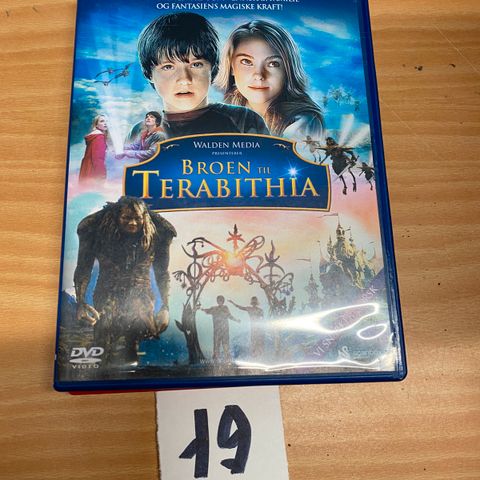 OG FANTASIENS MAGISKE KRAFT!
WALDEN MEDIA
PRESENTERER
BROEN TIL
TERABITHIA
DVD
VIDEO
19